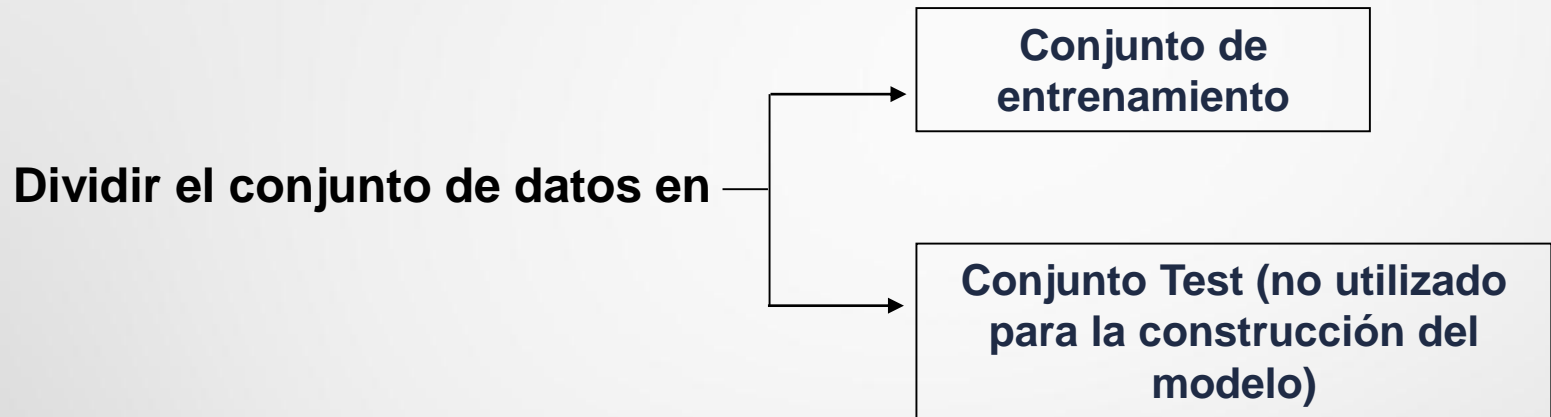 Conjunto de
entrenamiento
Dividir el conjunto de datos en
Conjunto Test (no utilizado
para la construcción del
modelo)